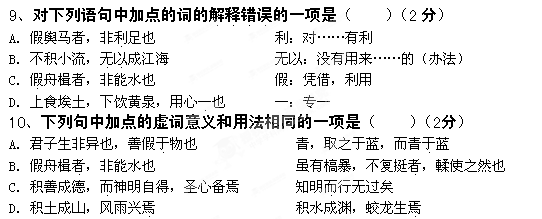 9、对下列语句中加点的词的解释错误的一项是（　　）（2分）
A. 假舆马者，非利足也　　利：对……有利
B. 不积小流，无以成江海　　无以：没有用来……的（办法）
C. 假舟楫者，非能水也　　假：凭借，利用
D. 上食埃土，下饮黄泉，用心一也　　一：专一
10、下列句中加点的虚词意义和用法相同的一项是（　　）（2分）
A. 君子生非异也，善假于物也　　青，取之于蓝，而青于蓝
B. 假舟楫者，非能水也　　虽有槁暴，不复挺者，輮使之然也
C. 积善成德，而神明自得，圣心备焉　　知明而行无过矣
D. 积土成山，风雨兴焉　　积水成渊，蛟龙生焉